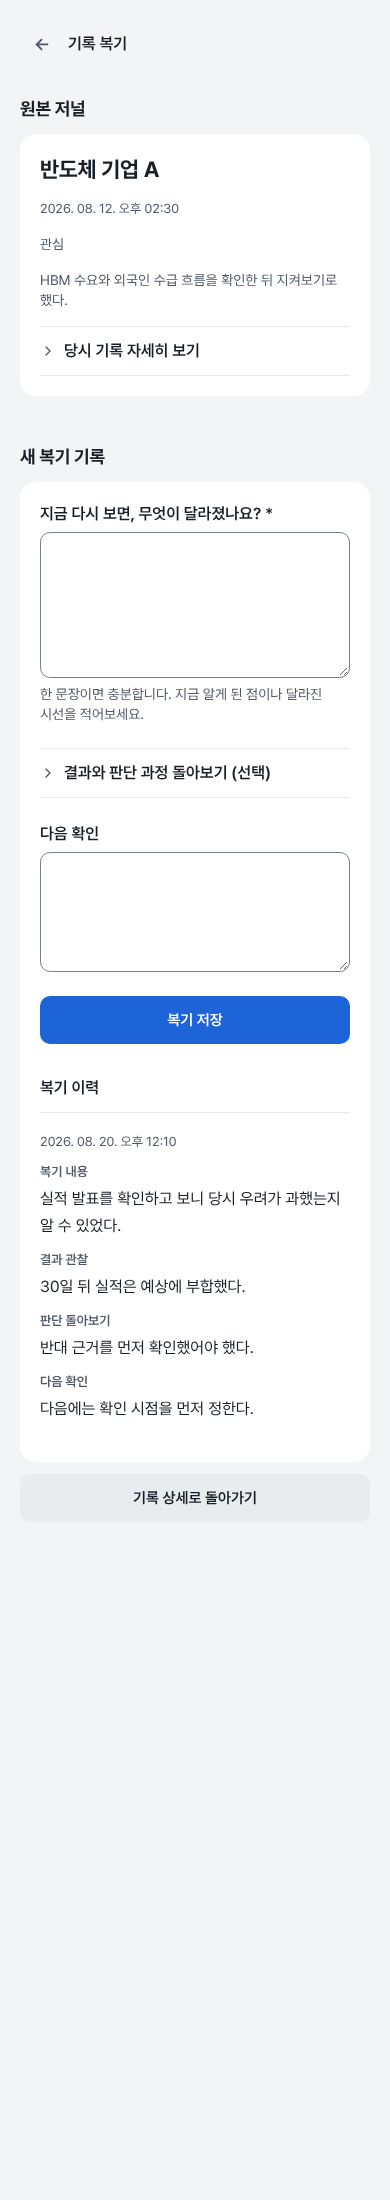 기록 복기
원본 저널
반도체 기업 A
2026. 08. 12. 오후 02:30
관심
HBM 수요와 외국인 수급 흐름을 확인한 뒤 지켜보기로
했다.
당시 기록 자세히 보기
새 복기 기록
지금 다시 보면, 무엇이 달라졌나요? *
한 문장이면 충분합니다. 지금 알게 된 점이나 달라진
시선을 적어보세요.
결과와 판단 과정 돌아보기 (선택)
다음 확인
복기 저장
복기 이력
2026. 08. 20. 오후 12:10
복기 내용
실적 발표를 확인하고 보니 당시 우려가 과했는지
알 수 있었다.
결과 관찰
30일 뒤 실적은 예상에 부합했다.
판단 돌아보기
반대 근거를 먼저 확인했어야 했다.
다음 확인
다음에는 확인 시점을 먼저 정한다.
기록 상세로 돌아가기